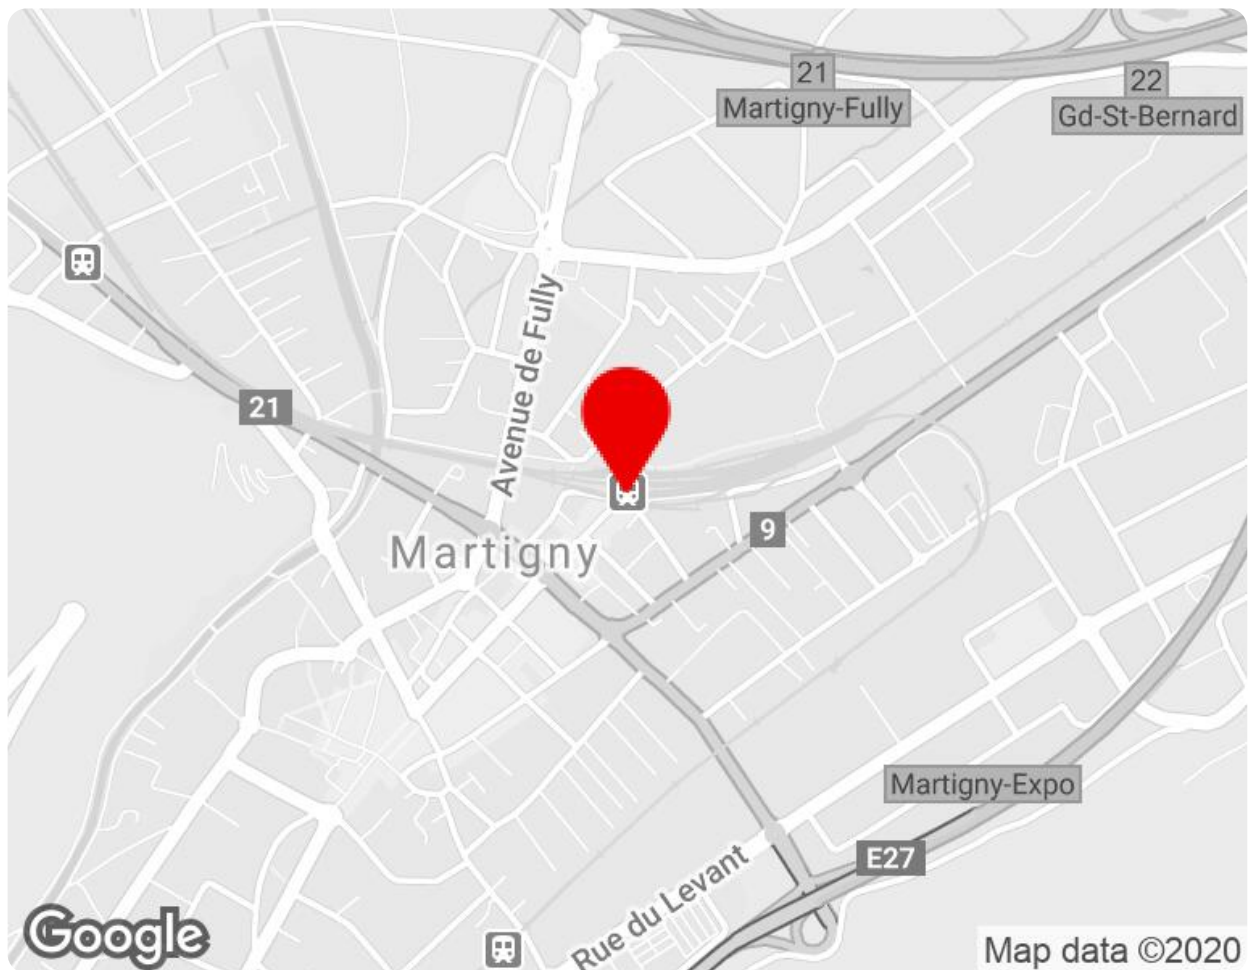 21
Martigny-Fully
22
Gd-St-Bernard
Avenue de Fully
21
9
Martigny
Martigny-Expo
E27
Rue du Levant
Google
Map data ©2020